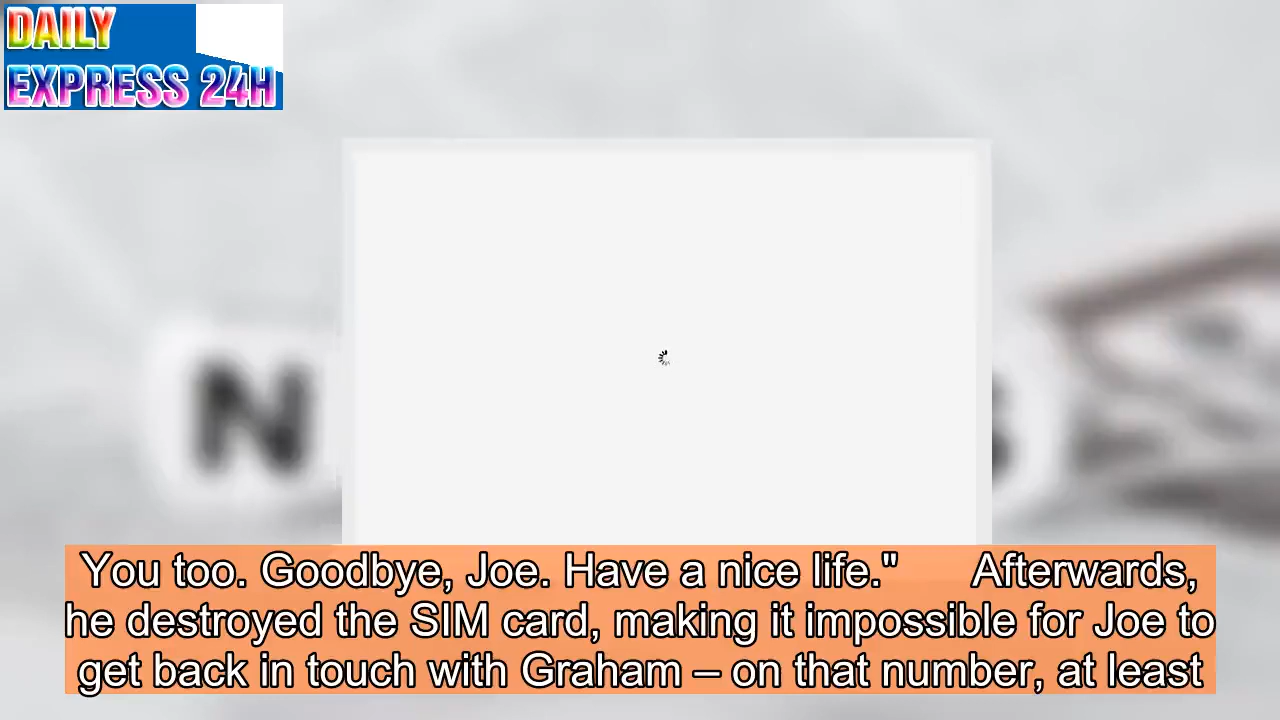 DAILY
EXPRESS 24H
N
You too. Goodbye, Joe. Have a nice life." Afterwards,
he destroyed the SIM card, making it impossible for Joe to
get back in touch with Graham – on that number, at least